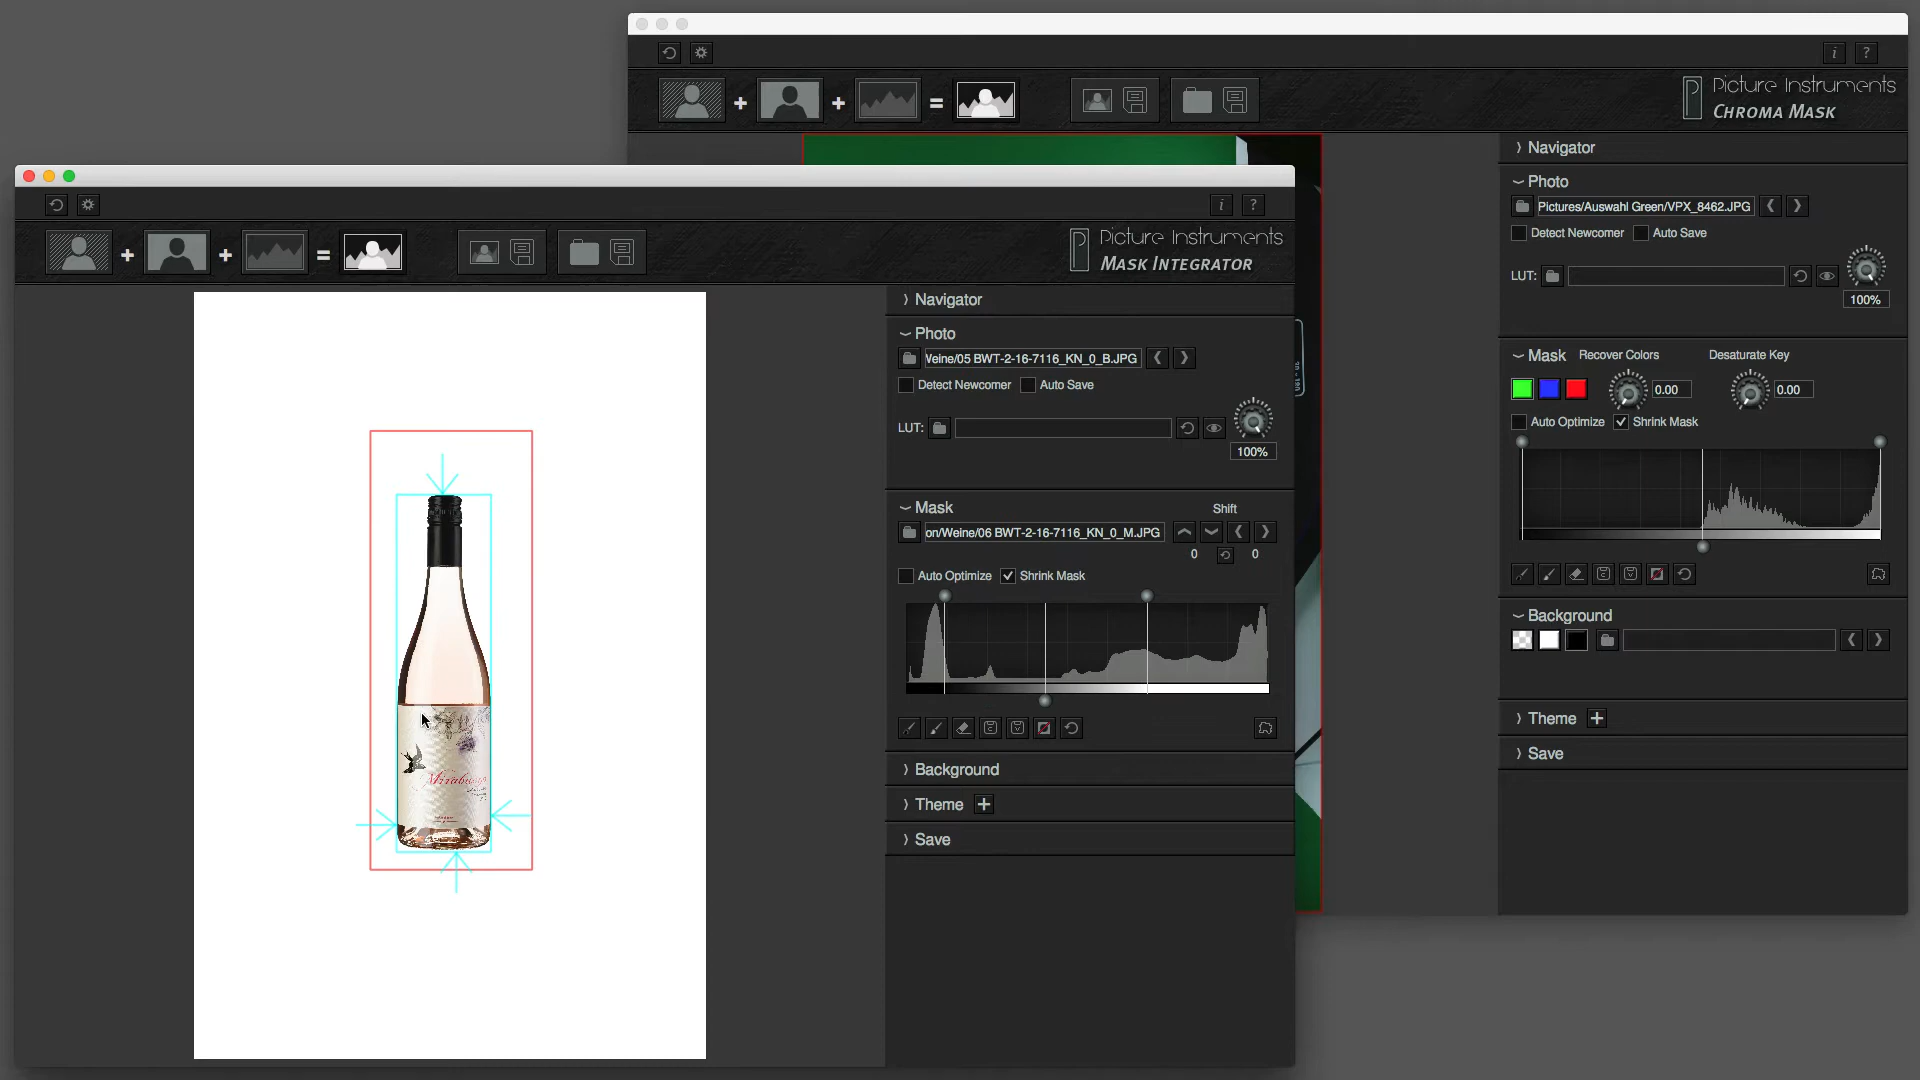 i ?
Picture Instruments
Chroma Mask
Navigator
Photo
Pictures/Auswahl Green/VPX_8462.JPG
Detect Newcomer Auto Save
LUT:
100%
Mask Recover Colors Desaturate Key
0.00 0.00
Auto Optimize Shrink Mask
Background
Theme +
Save
i ?
Picture Instruments
Mask Integrator
Navigator
Photo
Weine/05 BWT-2-16-7116_KN_0_B.JPG
Detect Newcomer Auto Save
LUT:
100%
Mask Shift
on/Weine/06 BWT-2-16-7116_KN_0_M.JPG
0 0
Auto Optimize Shrink Mask
Background
Theme +
Save